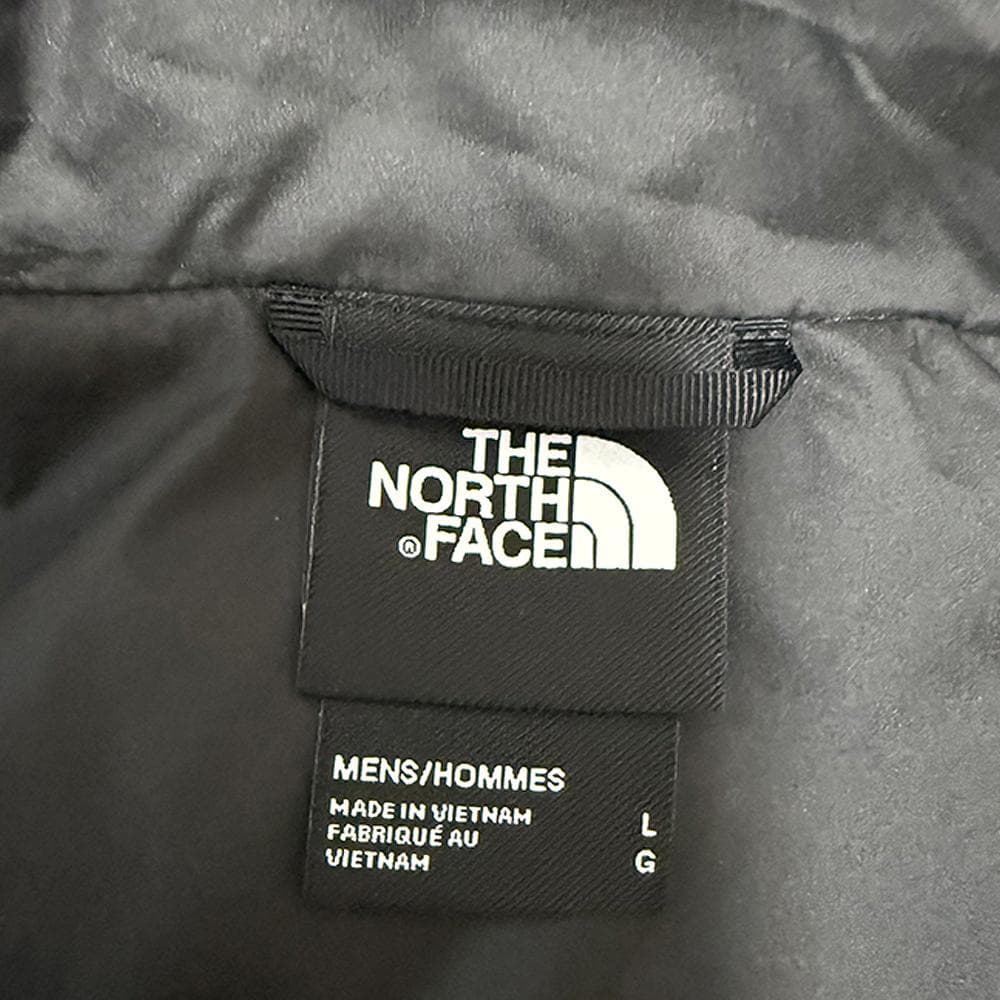 THE
NORTH
®FACE
MENS/HOMMES
MADE IN VIETNAM
FABRIQUÉ AU
VIETNAM
L
G